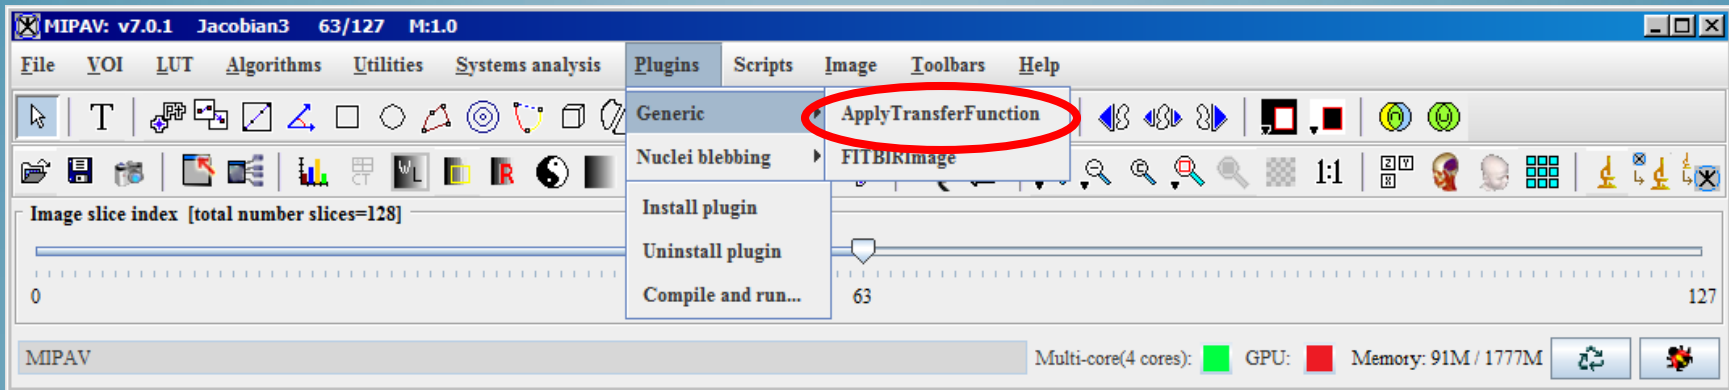 MIPAV: v7.0.1 Jacobian3 63/127 M:1.0
File VOI LUT Algorithms Utilities Systems analysis Plugins Scripts Image Toolbars Help
T
Generic
ApplyTransferFunction
Nuclei blebbing
FITBIRImage
WL
R
1:1
Z Y
X
Install plugin
Uninstall plugin
Compile and run...
Image slice index [total number slices=128]
0 63 127
MIPAV
Multi-core(4 cores): GPU: Memory: 91M / 1777M